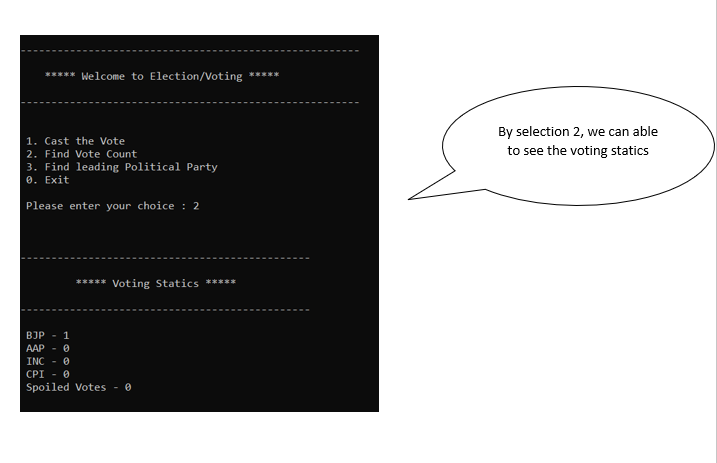 ------------------------------------------------------
***** Welcome to Election/Voting *****
------------------------------------------------------
1. Cast the Vote
2. Find Vote Count
3. Find leading Political Party
0. Exit
Please enter your choice : 2
----------------------------------------------
***** Voting Statics *****
----------------------------------------------
BJP - 1
AAP - 0
INC - 0
CPI - 0
Spoiled Votes - 0
By selection 2, we can able
to see the voting statics